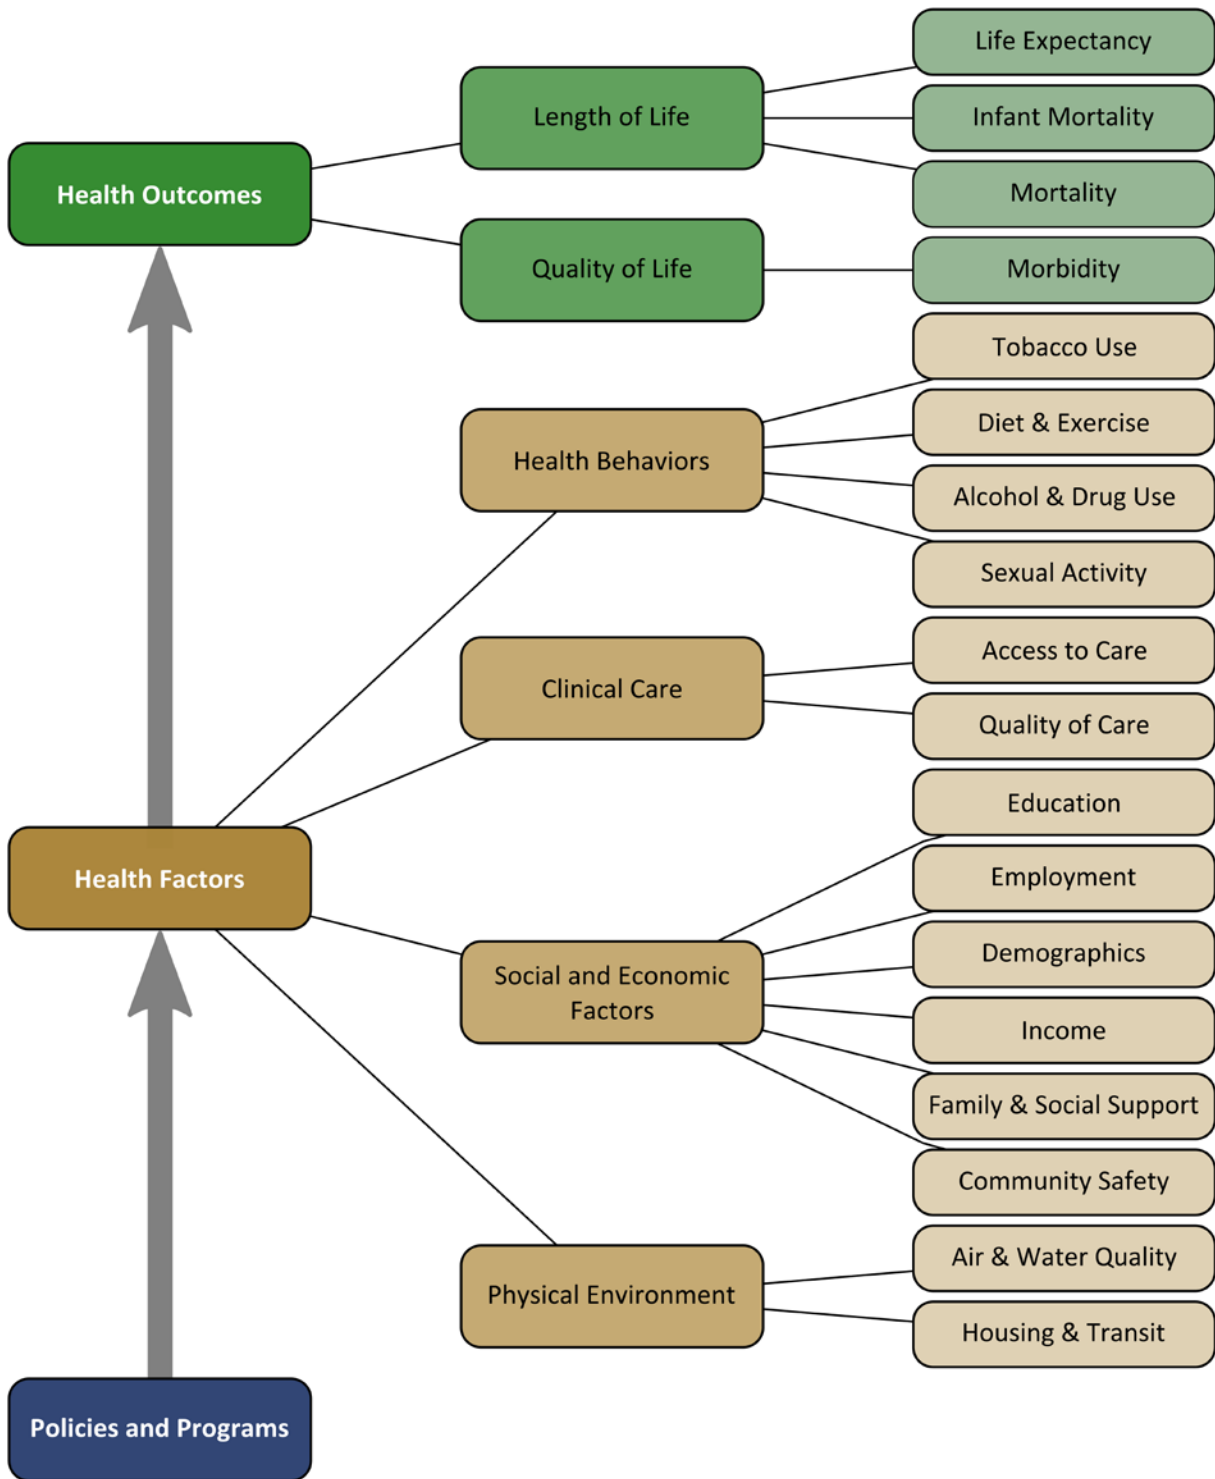 Life Expectancy
Length of Life
Infant Mortality
Health Outcomes
Mortality
Quality of Life
Morbidity
Tobacco Use
Diet & Exercise
Health Behaviors
Alcohol & Drug Use
Sexual Activity
Access to Care
Clinical Care
Quality of Care
Education
Health Factors
Employment
Demographics
Social and Economic
Factors
Income
Family & Social Support
Community Safety
Air & Water Quality
Physical Environment
Housing & Transit
Policies and Programs